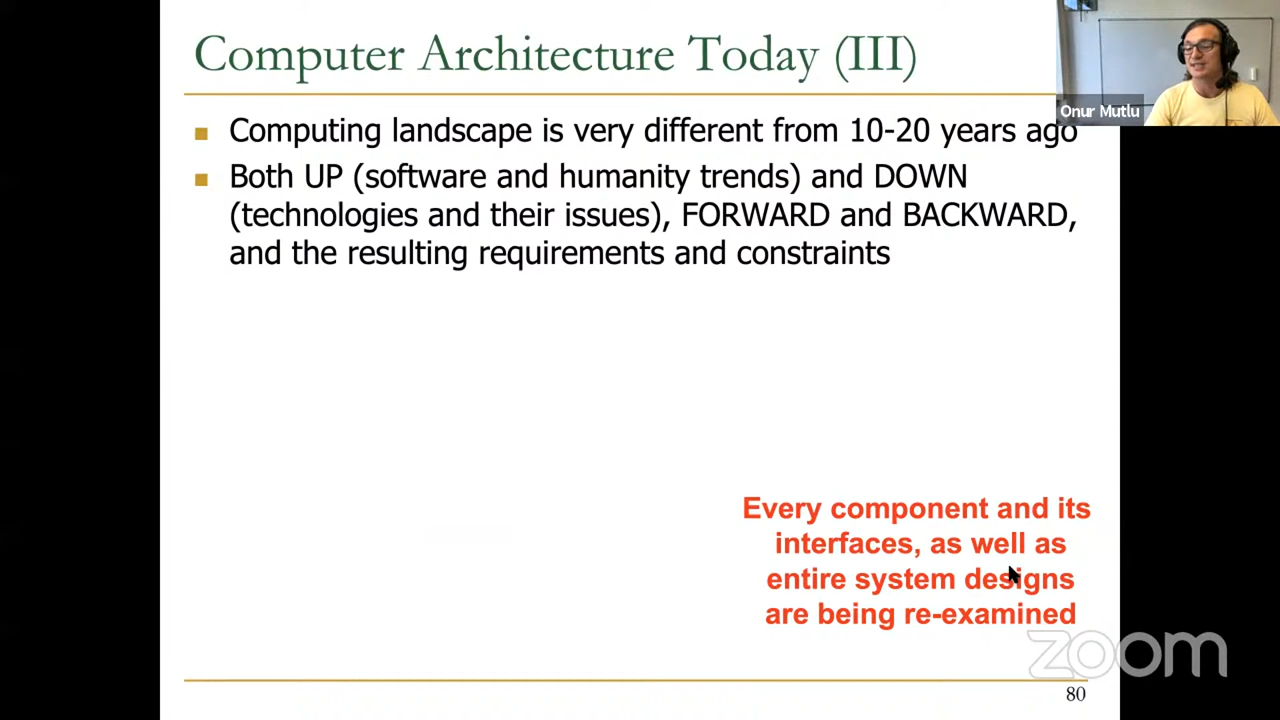 Computer Architecture Today (III)
Onur Mutlu
Computing landscape is very different from 10-20 years ago
Both UP (software and humanity trends) and DOWN
(technologies and their issues), FORWARD and BACKWARD,
and the resulting requirements and constraints
Every component and its
interfaces, as well as
entire system designs
are being re-examined
zoom
80